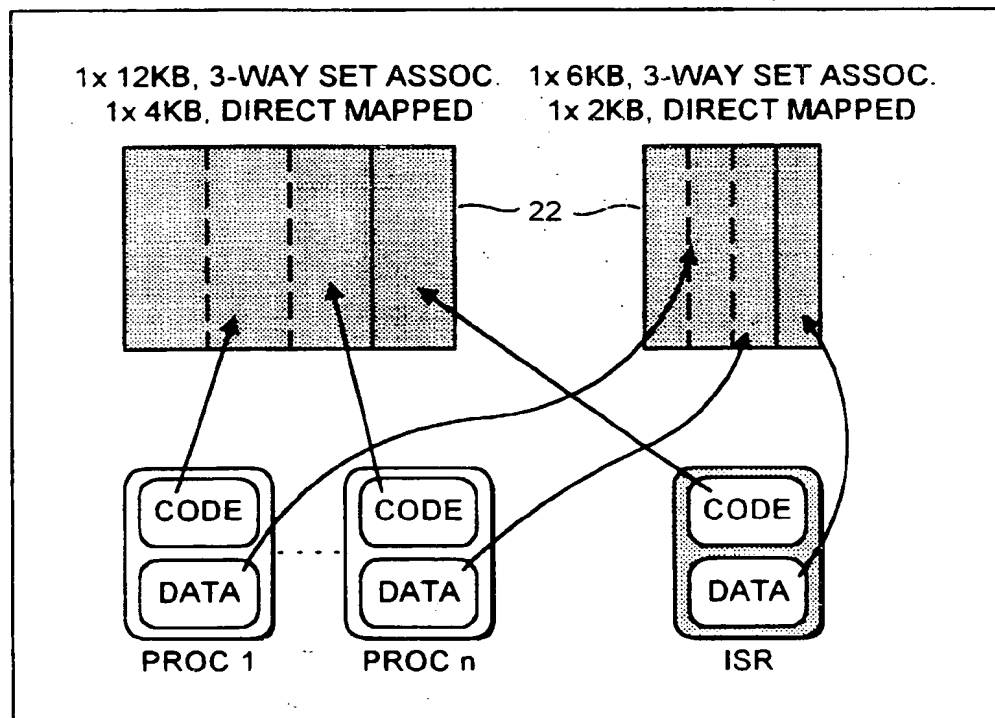 1x 12KB, 3-WAY SET ASSOC.
1x 4KB, DIRECT MAPPED
1x 6KB, 3-WAY SET ASSOC.
1x 2KB, DIRECT MAPPED
22
CODE
DATA
PROC 1
CODE
DATA
PROC n
CODE
DATA
ISR